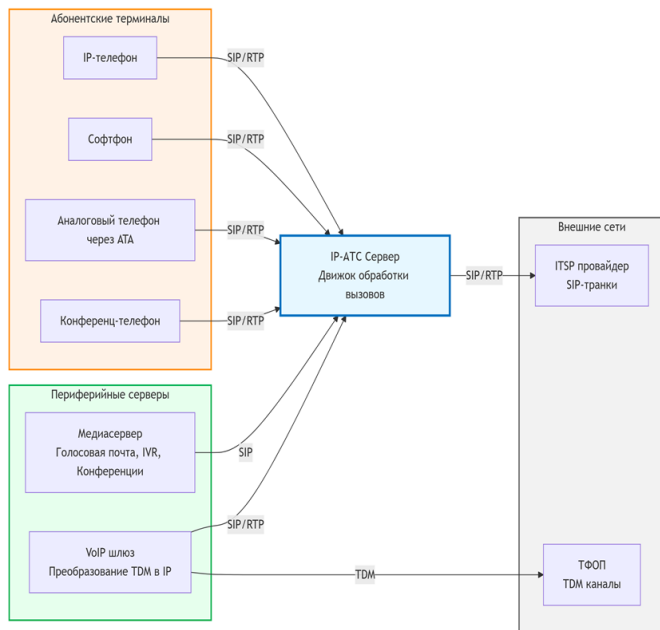 Абонентские терминалы
IP-телефон
SIP/RTP
Софтфон
SIP/RTP
Аналоговый телефон
через ATA
SIP/RTP
Конференц-телефон
SIP/RTP
IP-АТС Сервер
Движок обработки
вызовов
SIP/RTP
Внешние сети
ITSP провайдер
SIP-транки
Периферийные серверы
Медиасервер
Голосовая почта, IVR,
Конференции
SIP
SIP/RTP
VoIP шлюз
Преобразование TDM в IP
TDM
ТФОП
TDM каналы